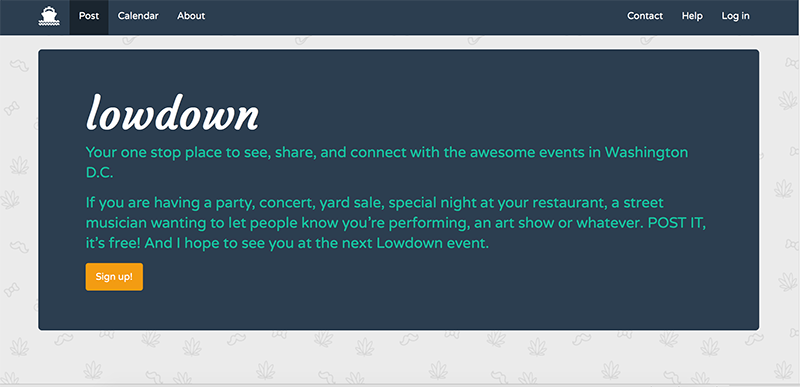 Post Calendar About Contact Help Log in
lowdown
Your one stop place to see, share, and connect with the awesome events in Washington
D.C.
If you are having a party, concert, yard sale, special night at your restaurant, a street
musician wanting to let people know you're performing, an art show or whatever. POST IT,
it's free! And I hope to see you at the next Lowdown event.
Sign up!